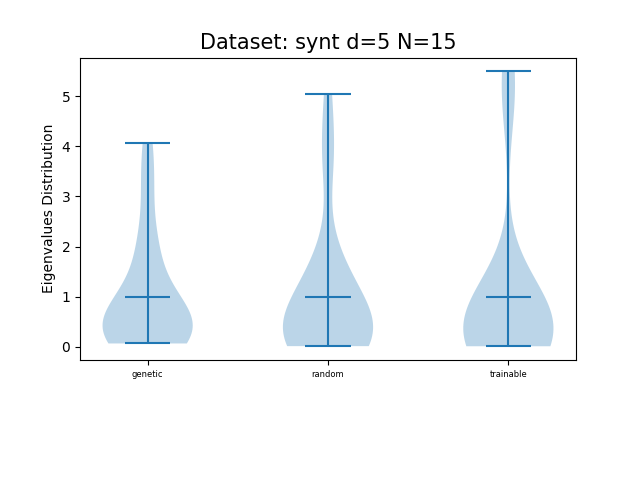 Dataset: synt d=5 N=15
Eigenvalues Distribution
5
4
3
2
1
0
genetic
random
trainable